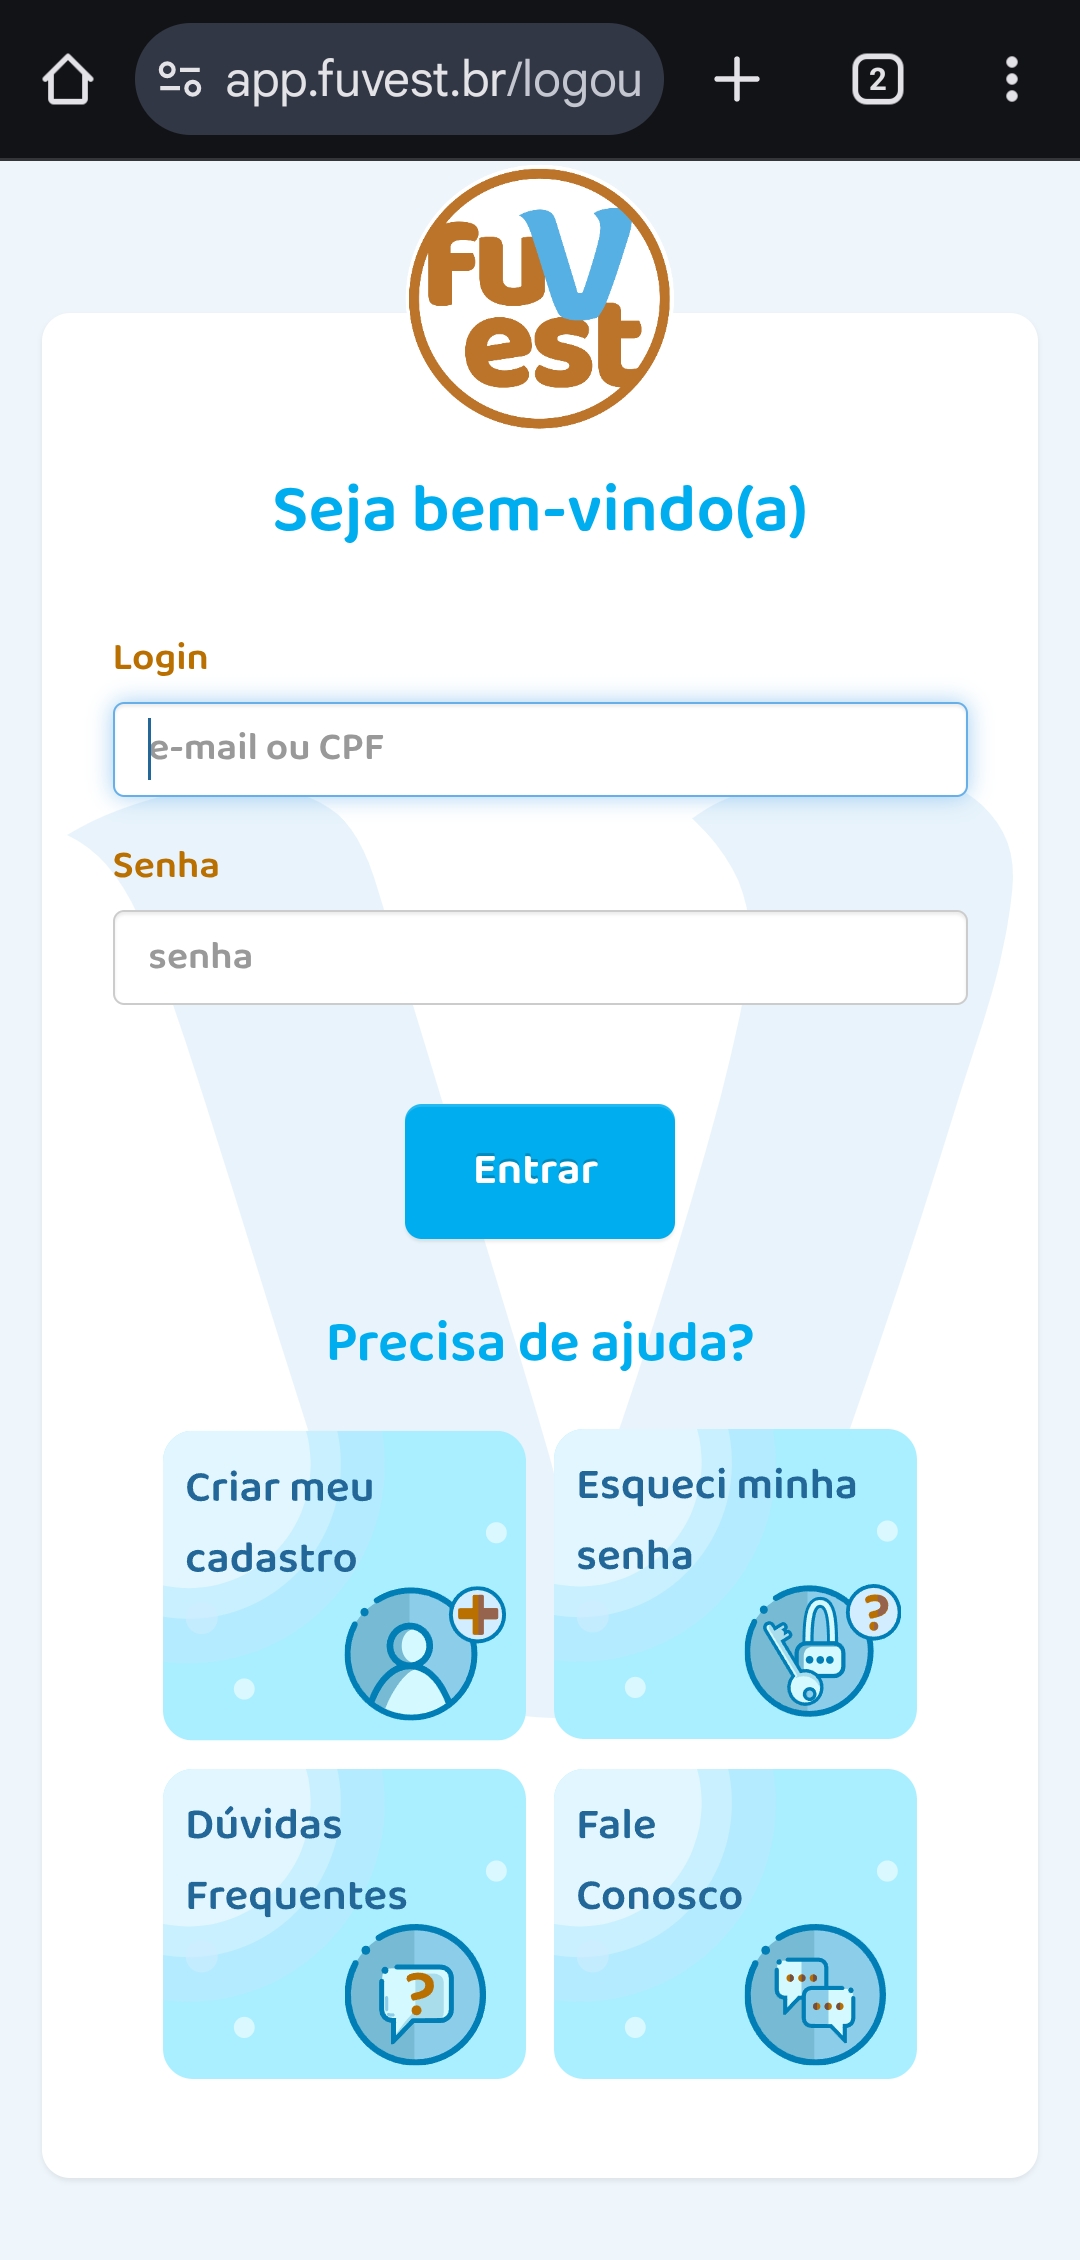 app.fuvest.br/logou
2
fuV
est
Seja bem-vindo(a)
Login
e-mail ou CPF
Senha
senha
Entrar
Precisa de ajuda?
Criar meu
cadastro
Esqueci minha
senha
?
Dúvidas
Frequentes
?
Fale
Conosco